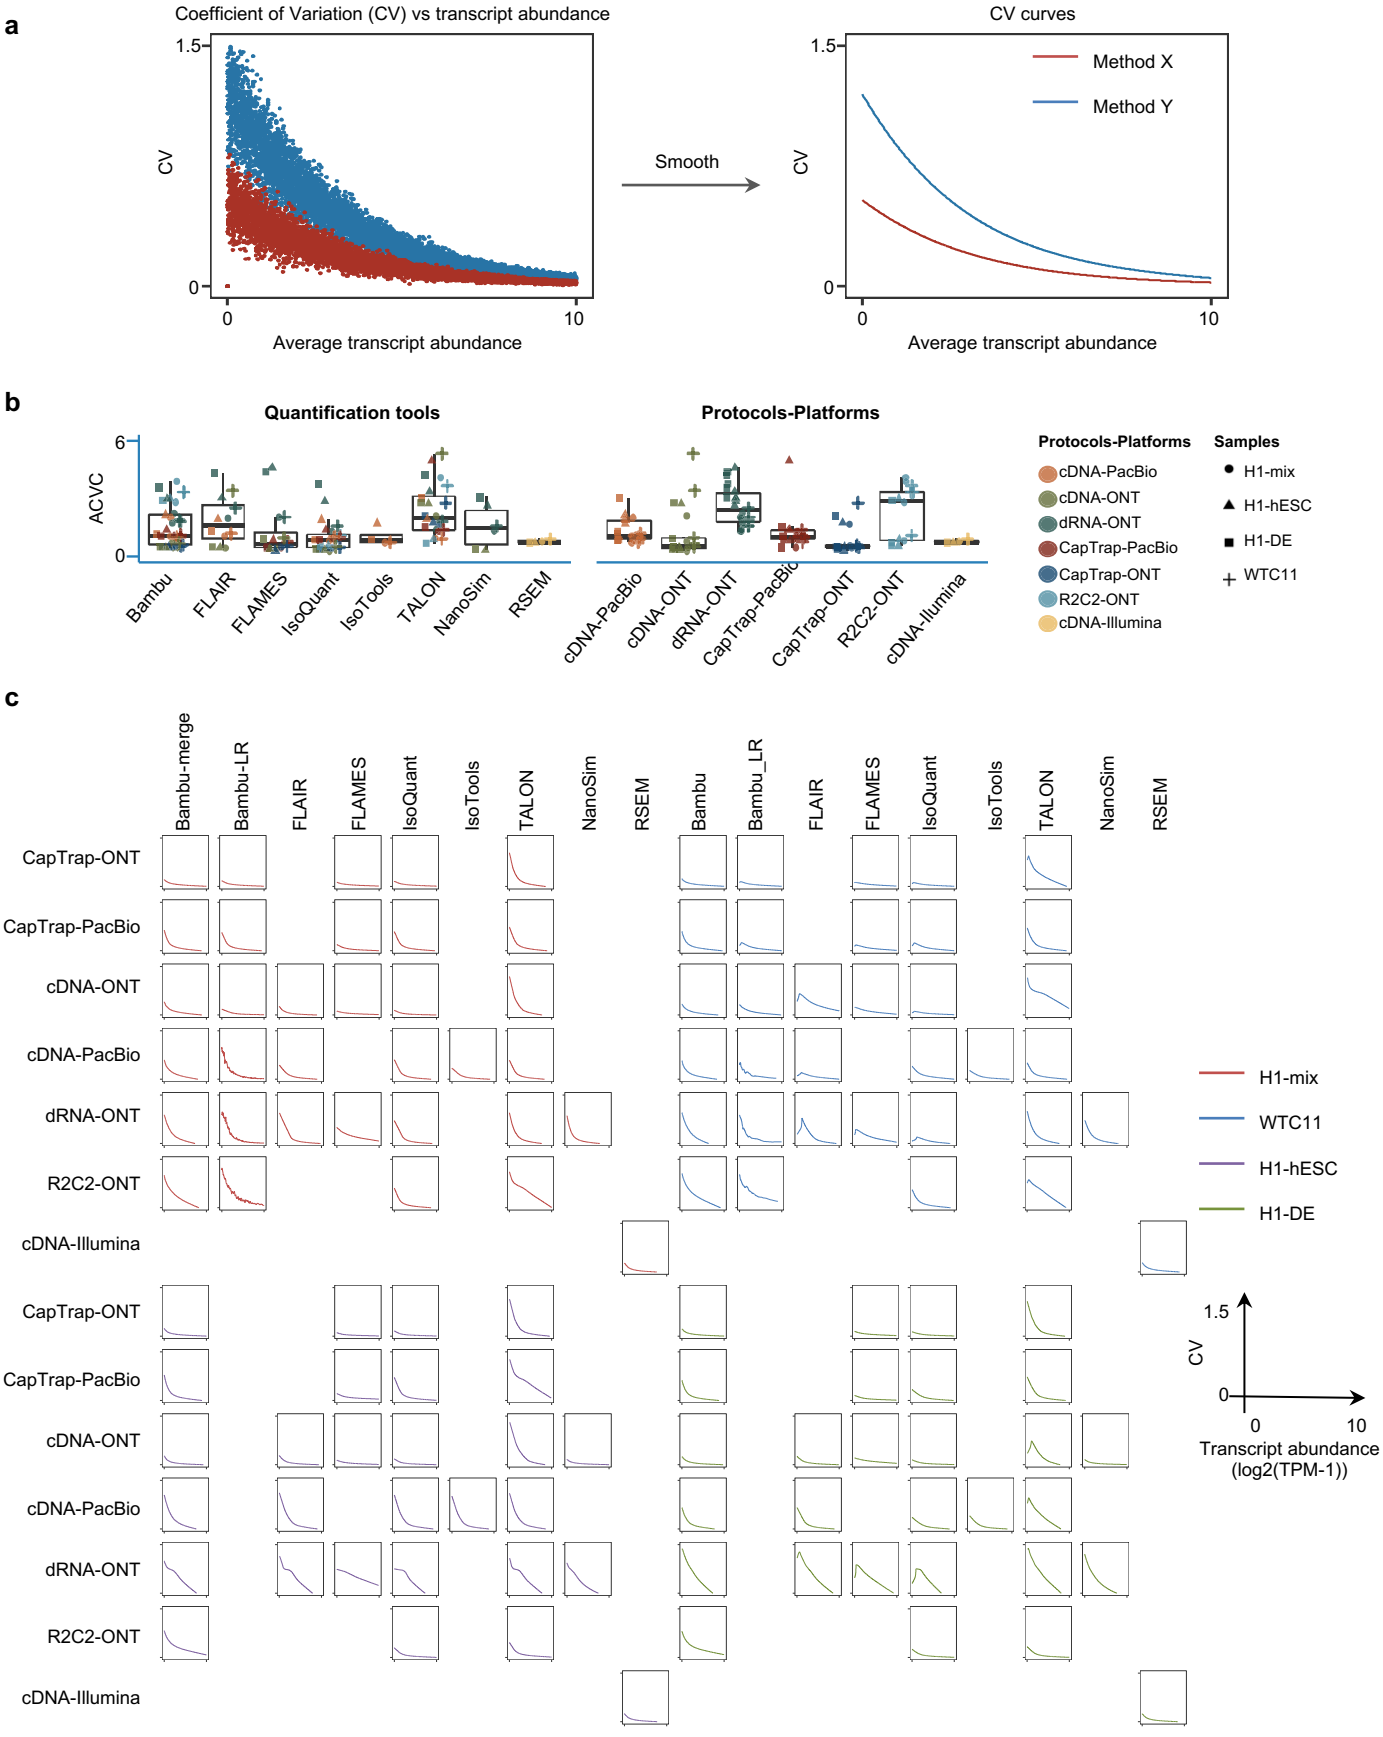 a
Coefficient of Variation (CV) vs transcript abundance
CV curves
1.5
CV
0
0
10
Average transcript abundance
Smooth
1.5
CV
0
0
10
Average transcript abundance
Method X
Method Y
b
Quantification tools
Protocols-Platforms
ACVC
6
0
Bambu
FLAIR
FLAMES
IsoQuant
IsoTools
TALON
NanoSim
RSEM
cDNA-PacBio
cDNA-ONT
dRNA-ONT
CapTrap-PacBio
CapTrap-ONT
R2C2-ONT
cDNA-Ilumina
Protocols-Platforms
cDNA-PacBio
cDNA-ONT
dRNA-ONT
CapTrap-PacBio
CapTrap-ONT
R2C2-ONT
cDNA-Illumina
Samples
H1-mix
H1-hESC
H1-DE
WTC11
c
Bambu-merge
Bambu-LR
FLAIR
FLAMES
IsoQuant
IsoTools
TALON
NanoSim
RSEM
Bambu
Bambu_LR
FLAIR
FLAMES
IsoQuant
IsoTools
TALON
NanoSim
RSEM
CapTrap-ONT
CapTrap-PacBio
cDNA-ONT
cDNA-PacBio
dRNA-ONT
R2C2-ONT
cDNA-Illumina
CapTrap-ONT
CapTrap-PacBio
cDNA-ONT
cDNA-PacBio
dRNA-ONT
R2C2-ONT
cDNA-Illumina
H1-mix
WTC11
H1-hESC
H1-DE
1.5
CV
0
0
10
Transcript abundance
(log2(TPM-1))